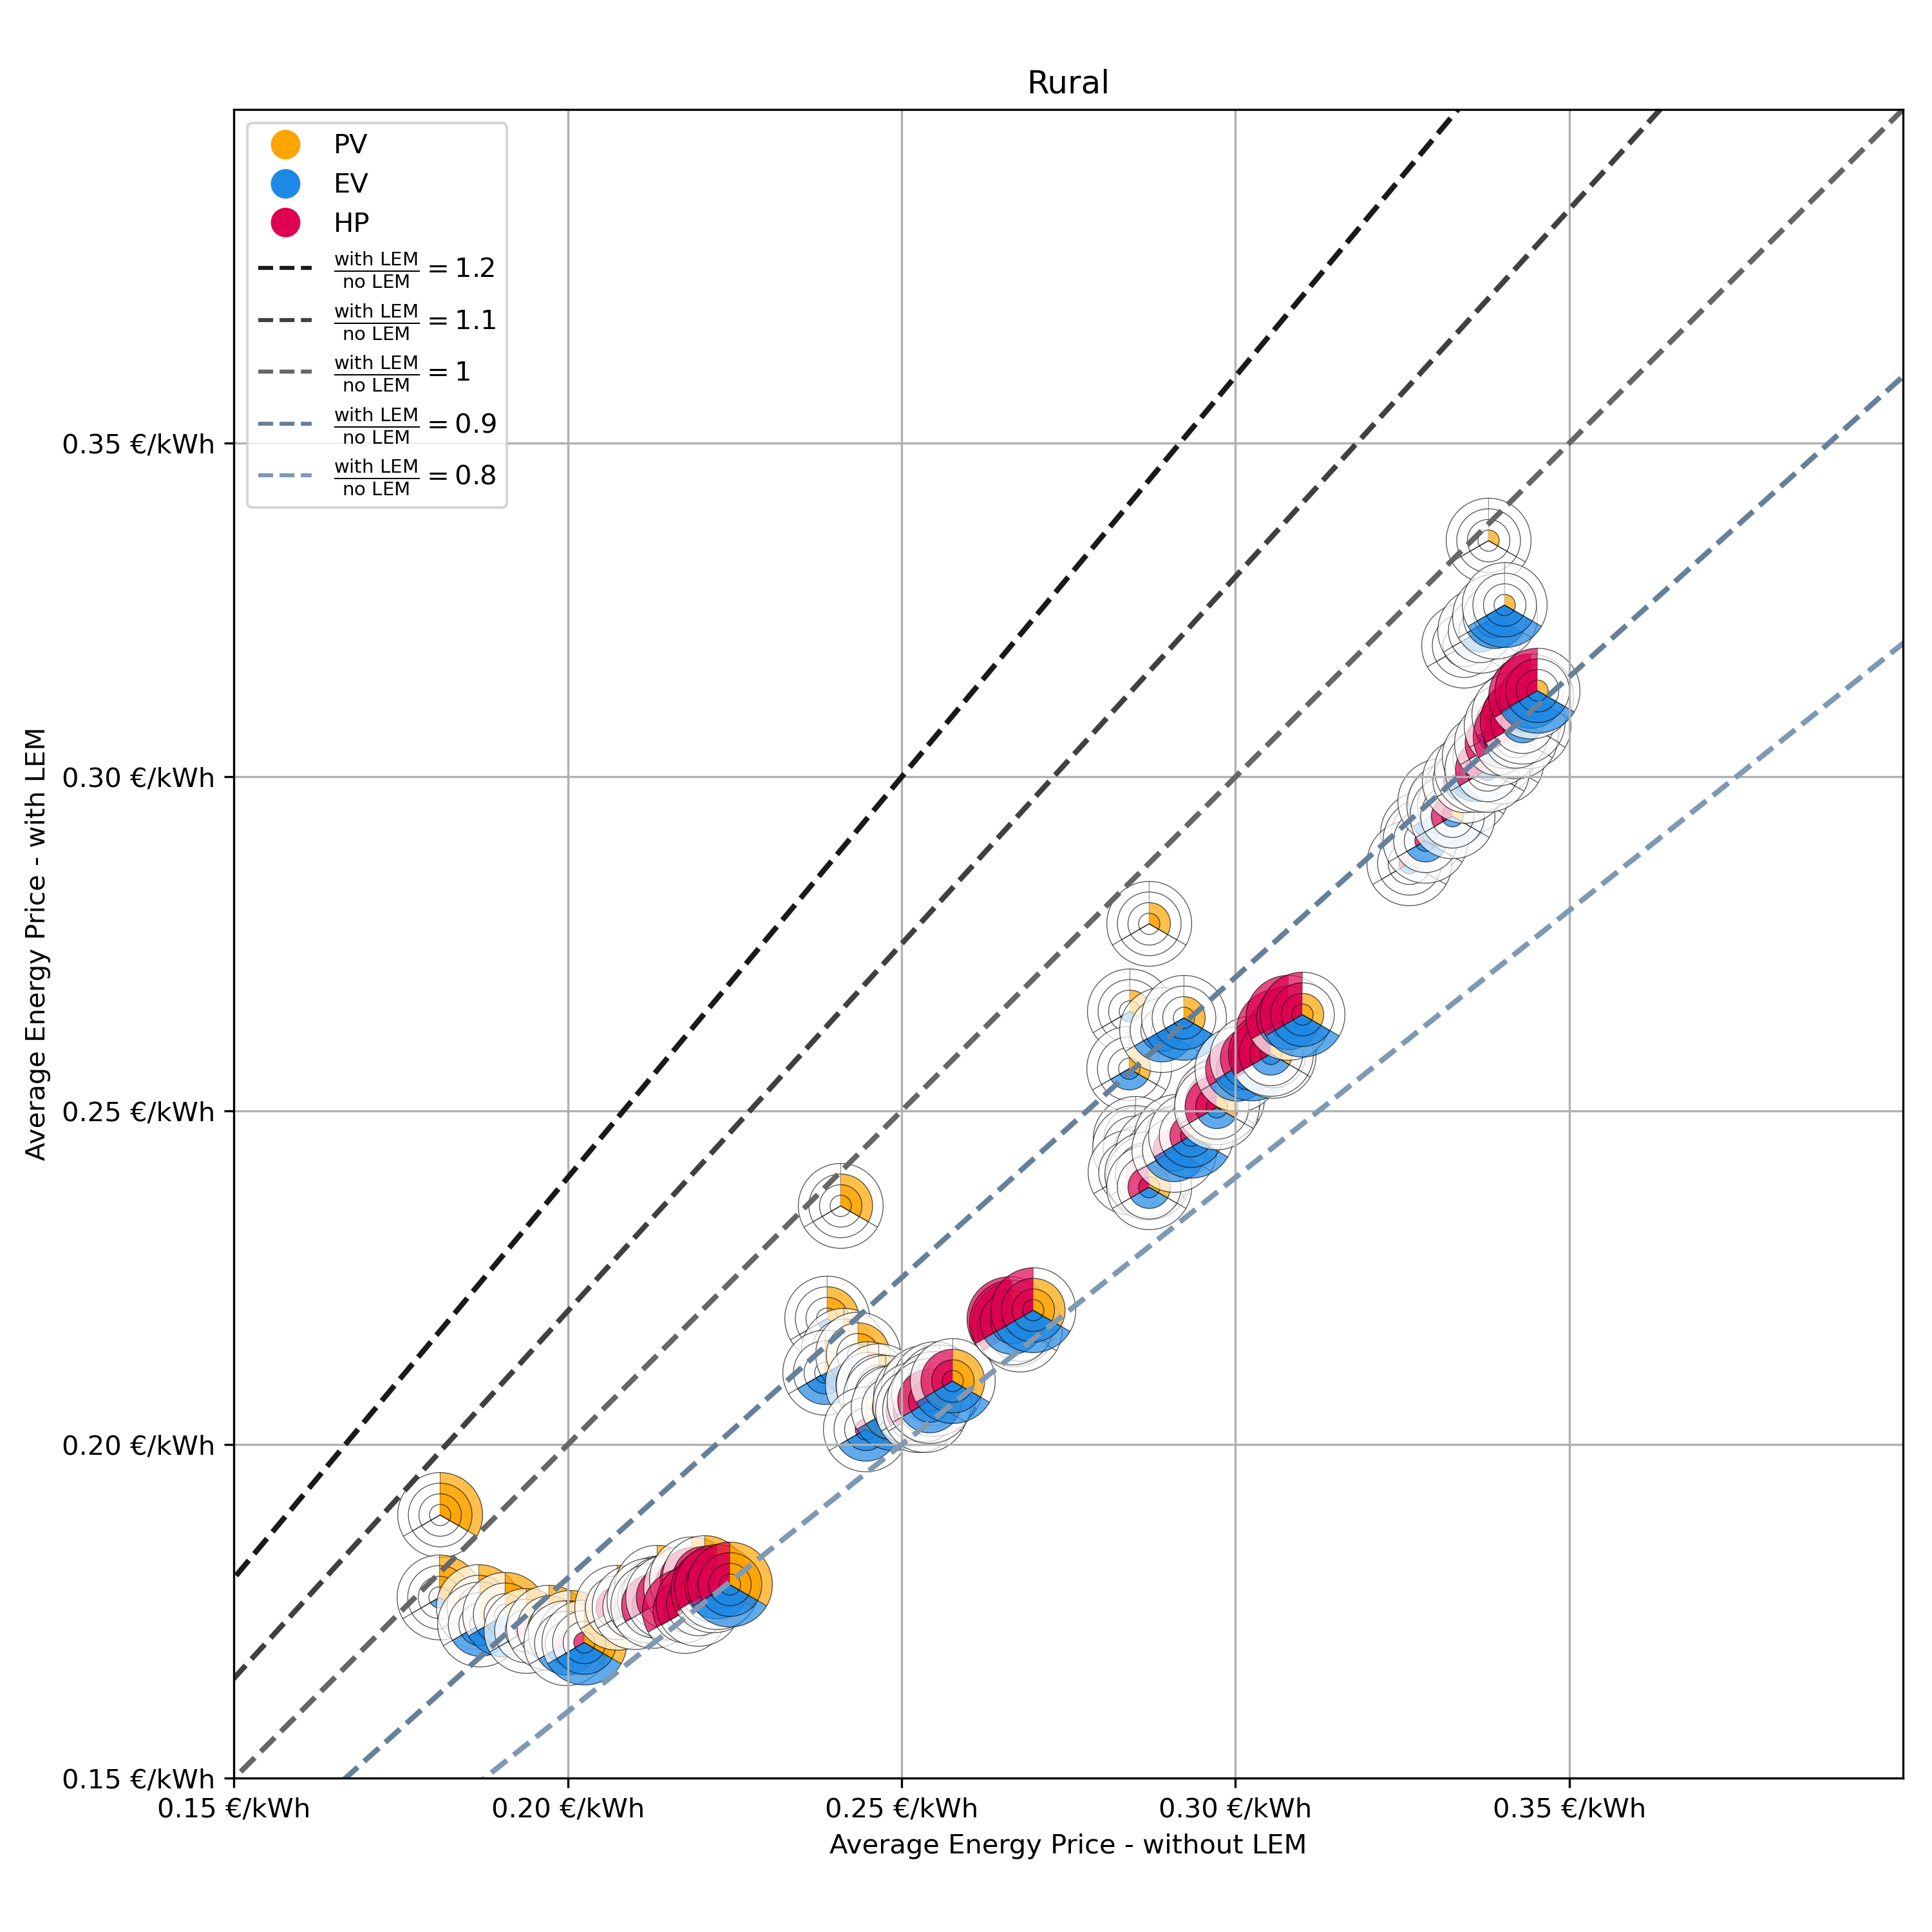 Rural
PV
EV
HP
with LEM
no LEM = 1.2
with LEM
no LEM = 1.1
with LEM
no LEM = 1
with LEM
no LEM = 0.9
with LEM
no LEM = 0.8
Average Energy Price - with LEM
0.35 €/kWh
0.30 €/kWh
0.25 €/kWh
0.20 €/kWh
0.15 €/kWh
0.15 €/kWh 0.20 €/kWh 0.25 €/kWh 0.30 €/kWh 0.35 €/kWh
Average Energy Price - without LEM